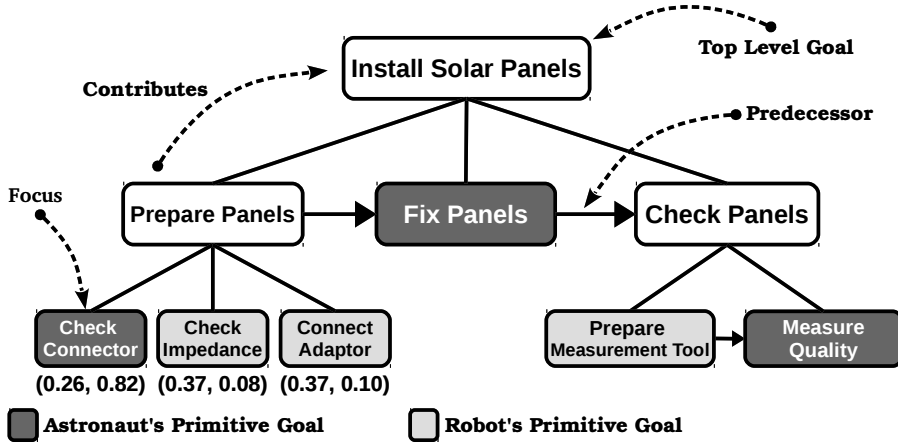 Install Solar Panels
Top Level Goal
Contributes
Predecessor
Focus
Prepare Panels
Fix Panels
Check Panels
Check
Connector
Check
Impedance
Connect
Adaptor
Prepare
Measurement Tool
Measure
Quality
(0.26, 0.82)
(0.37, 0.08)
(0.37, 0.10)
Astronaut's Primitive Goal
Robot's Primitive Goal